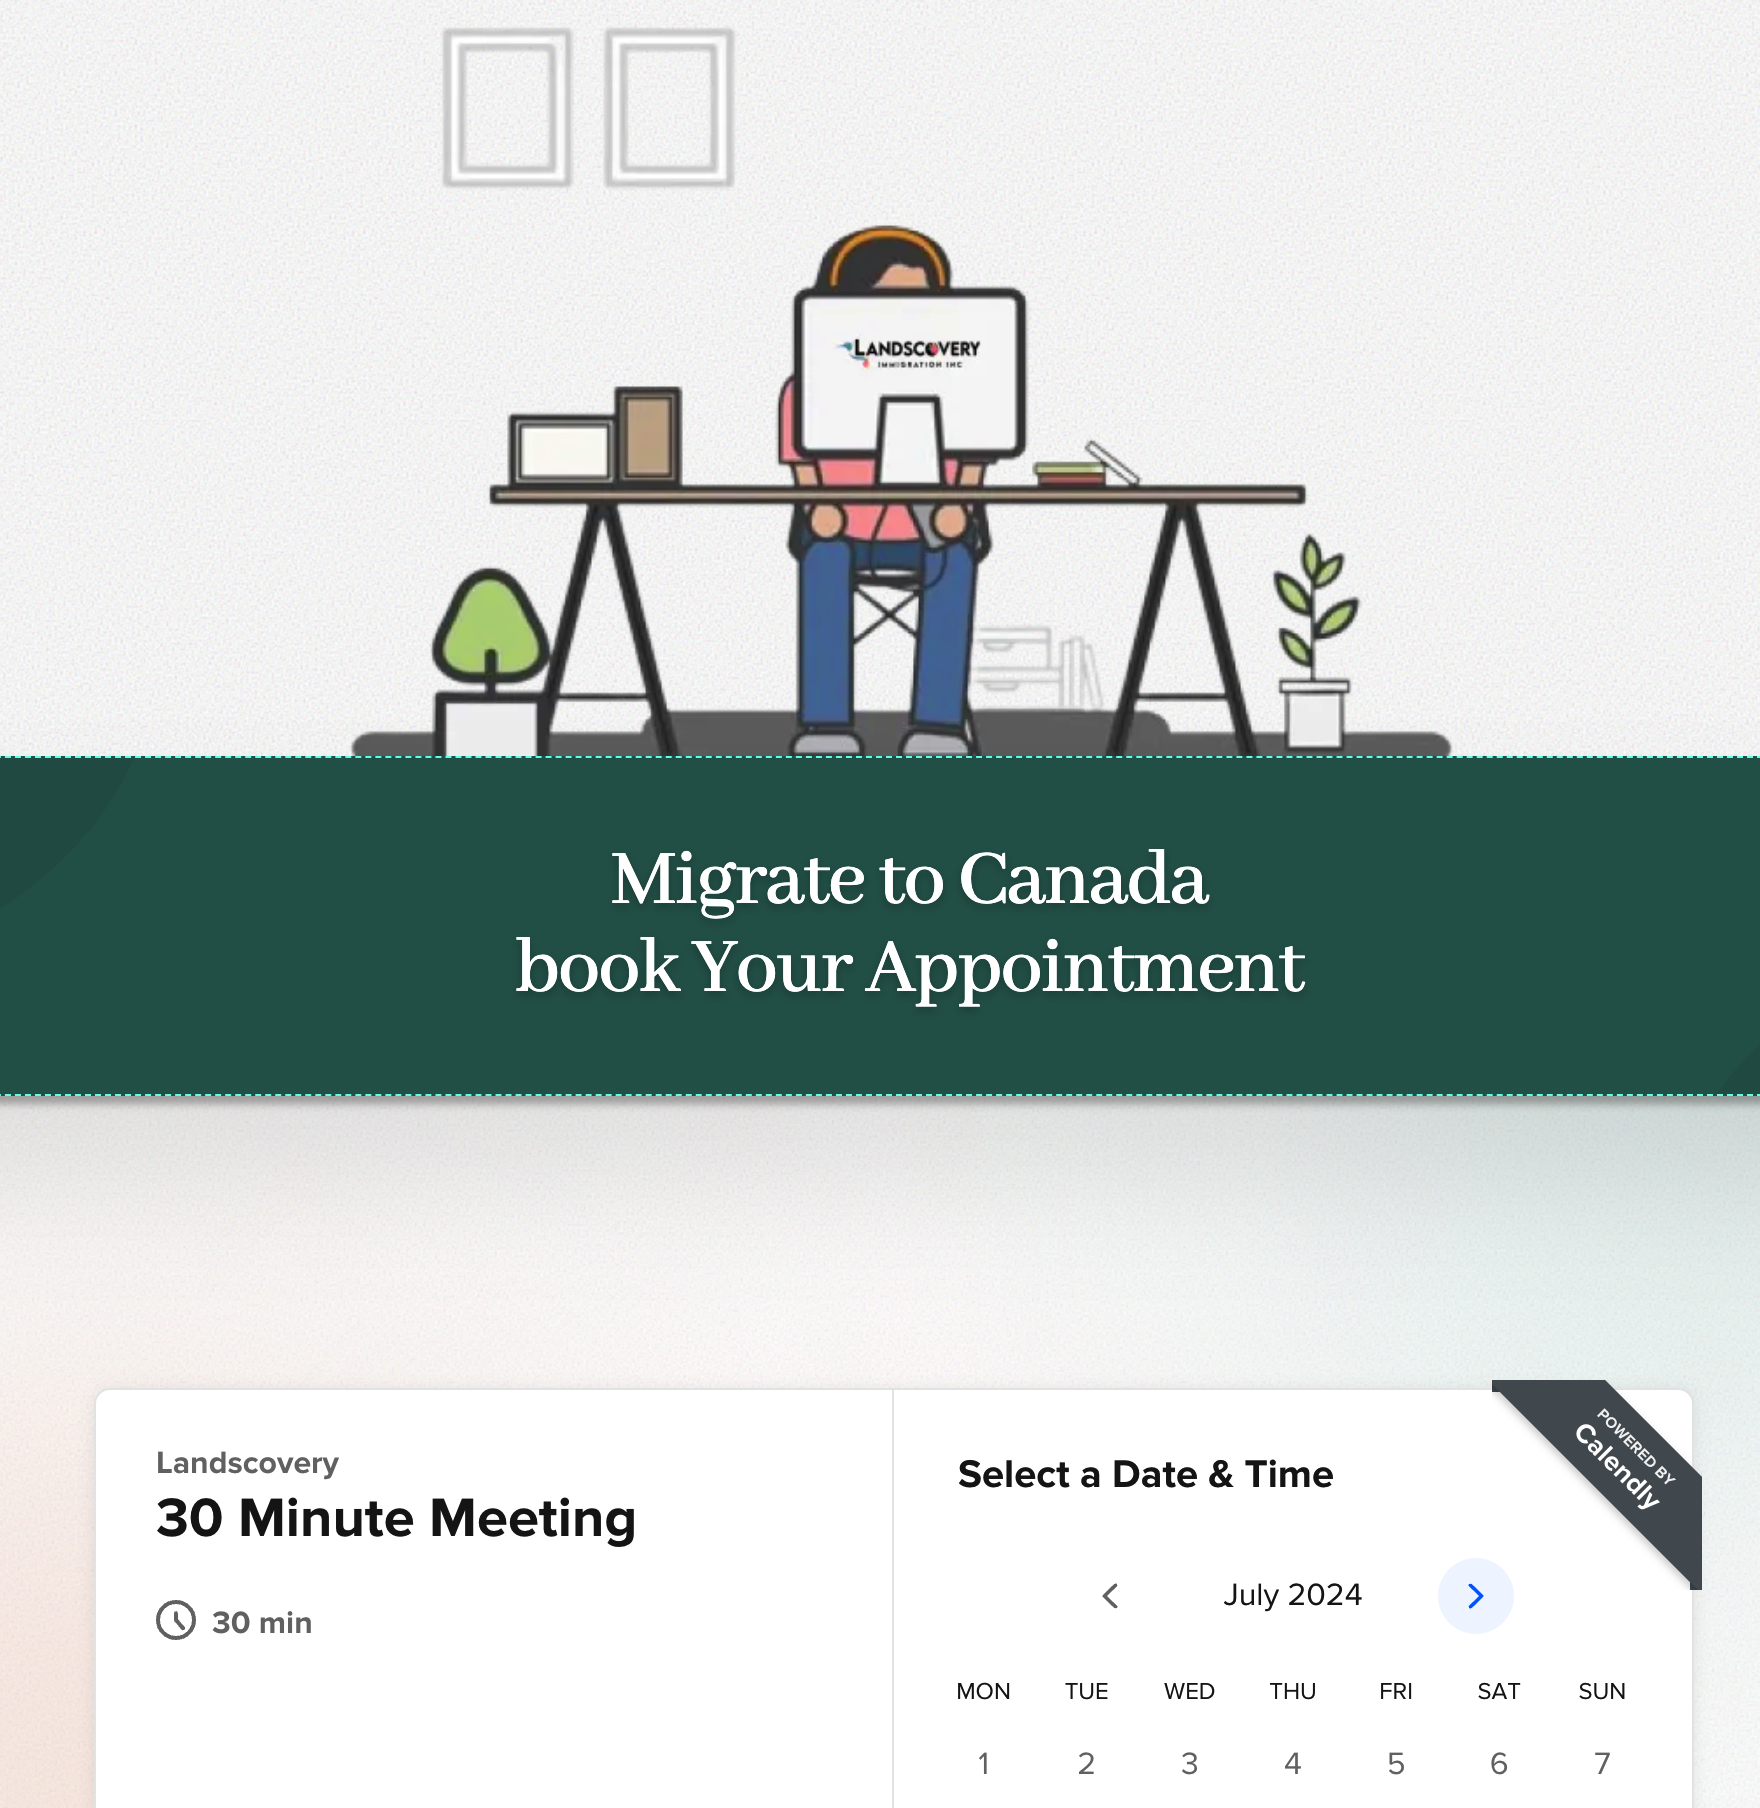 LANDSCOVERY
IMMIGRATION INC
Migrate to Canada
book Your Appointment
Landscovery
30 Minute Meeting
30 min
Select a Date & Time
POWERED BY
Calendly
July 2024
MON TUE WED THU FRI SAT SUN
1 2 3 4 5 6 7